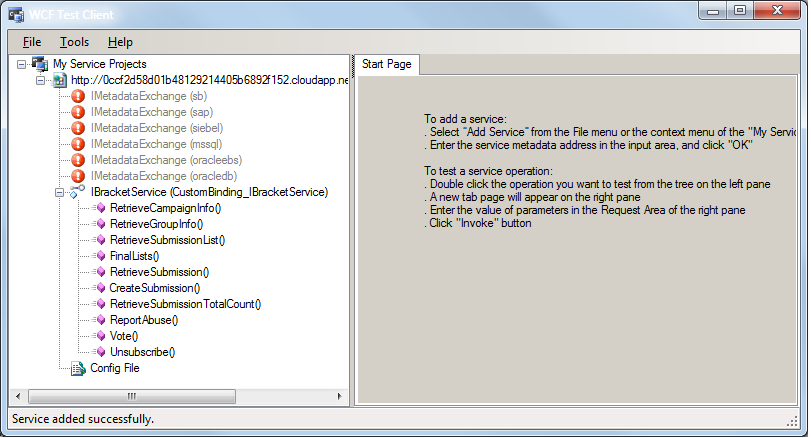 WCF Test Client
File Tools Help
My Service Projects
http://0ccf2d58d01b48129214405b6892f152.cloudapp.ne
IMetadataExchange (sb)
IMetadataExchange (sap)
IMetadataExchange (siebel)
IMetadataExchange (mssql)
IMetadataExchange (oracleebs)
IMetadataExchange (oracledb)
IBracketService (CustomBinding_IBracketService)
RetrieveCampaignInfo()
RetrieveGroupInfo()
RetrieveSubmissionList()
FinalLists()
RetrieveSubmission()
CreateSubmission()
RetrieveSubmissionTotalCount()
ReportAbuse()
Vote()
Unsubscribe()
Config File
Start Page
To add a service:
. Select "Add Service" from the File menu or the context menu of the "My Servic
. Enter the service metadata address in the input area, and click "OK"
To test a service operation:
. Double click the operation you want to test from the tree on the left pane
. A new tab page will appear on the right pane
. Enter the value of parameters in the Request Area of the right pane
. Click "Invoke" button
Service added successfully.